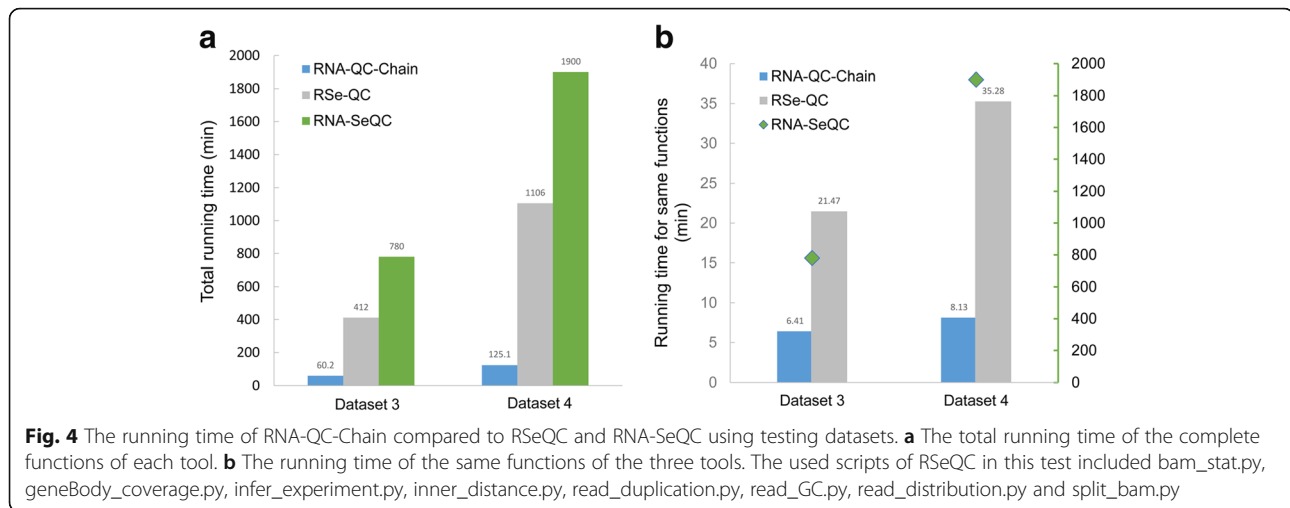 a
2000
1800
1600
1400
1200
1000
800
600
400
200
0
Total running time (min)
RNA-QC-Chain
RSe-QC
RNA-SeQC
60.2
412
780
125.1
1106
1900
Dataset 3
Dataset 4
b
40
35
30
25
20
15
10
5
0
Running time for same functions
(min)
RNA-QC-Chain
RSe-QC
RNA-SeQC
6.41
21.47
8.13
35.28
2000
1800
1600
1400
1200
1000
800
600
400
200
0
Dataset 3
Dataset 4
Fig. 4 The running time of RNA-QC-Chain compared to RSeQC and RNA-SeQC using testing datasets. a The total running time of the complete
functions of each tool. b The running time of the same functions of the three tools. The used scripts of RSeQC in this test included bam_stat.py,
geneBody_coverage.py, infer_experiment.py, inner_distance.py, read_duplication.py, read_GC.py, read_distribution.py and split_bam.py